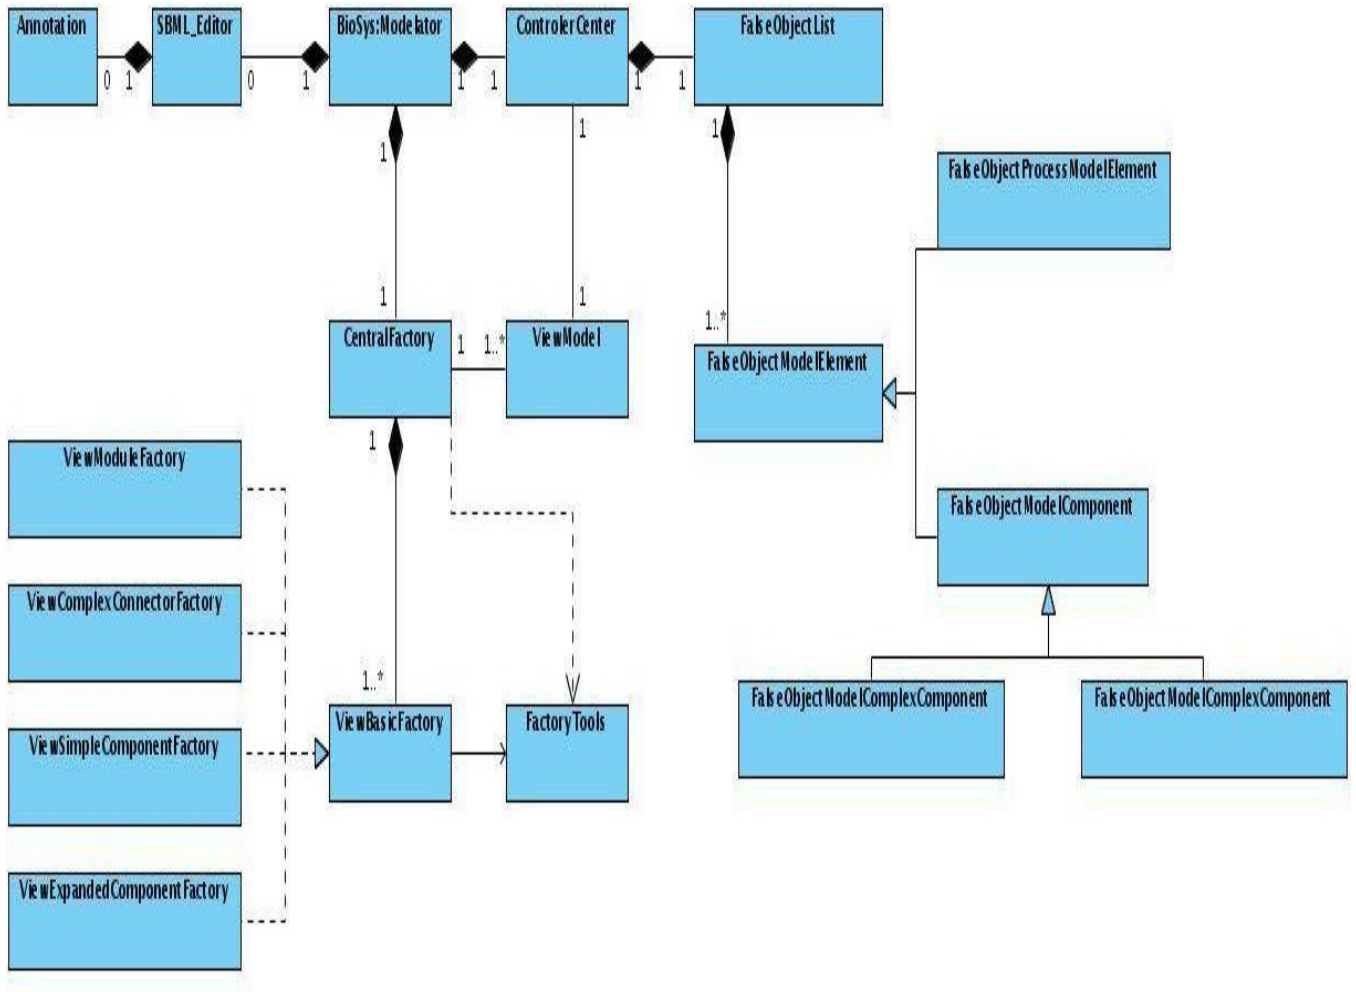 Annotation
SBML_Editor
BioSys:Modelator
ControlerCenter
FalseObjectList
0 1
0 1
1 1
1 1
1
1
1
FalseObjectProcessModelElement
1
1
1..*
CentralFactory
1 1..*
ViewModel
FalseObjectModelElement
1
ViewModuleFactory
FalseObjectModelComponent
ViewComplexConnectorFactory
1..*
FalseObjectModelComplexComponent
FalseObjectModelComplexComponent
ViewBasicFactory
FactoryTools
ViewSimpleComponentFactory
ViewExpandedComponentFactory